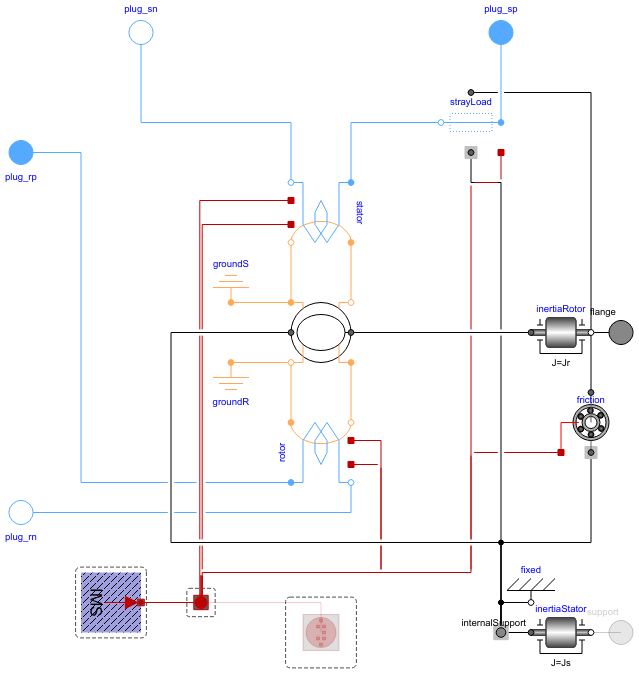 plug_sn
plug_sp
strayLoad
plug_rp
stator
groundS
inertiaRotor
flange
J=Jr
groundR
friction
rotor
plug_rn
fixed
IMS
inertiaStator
support
internalSupport
J=Js